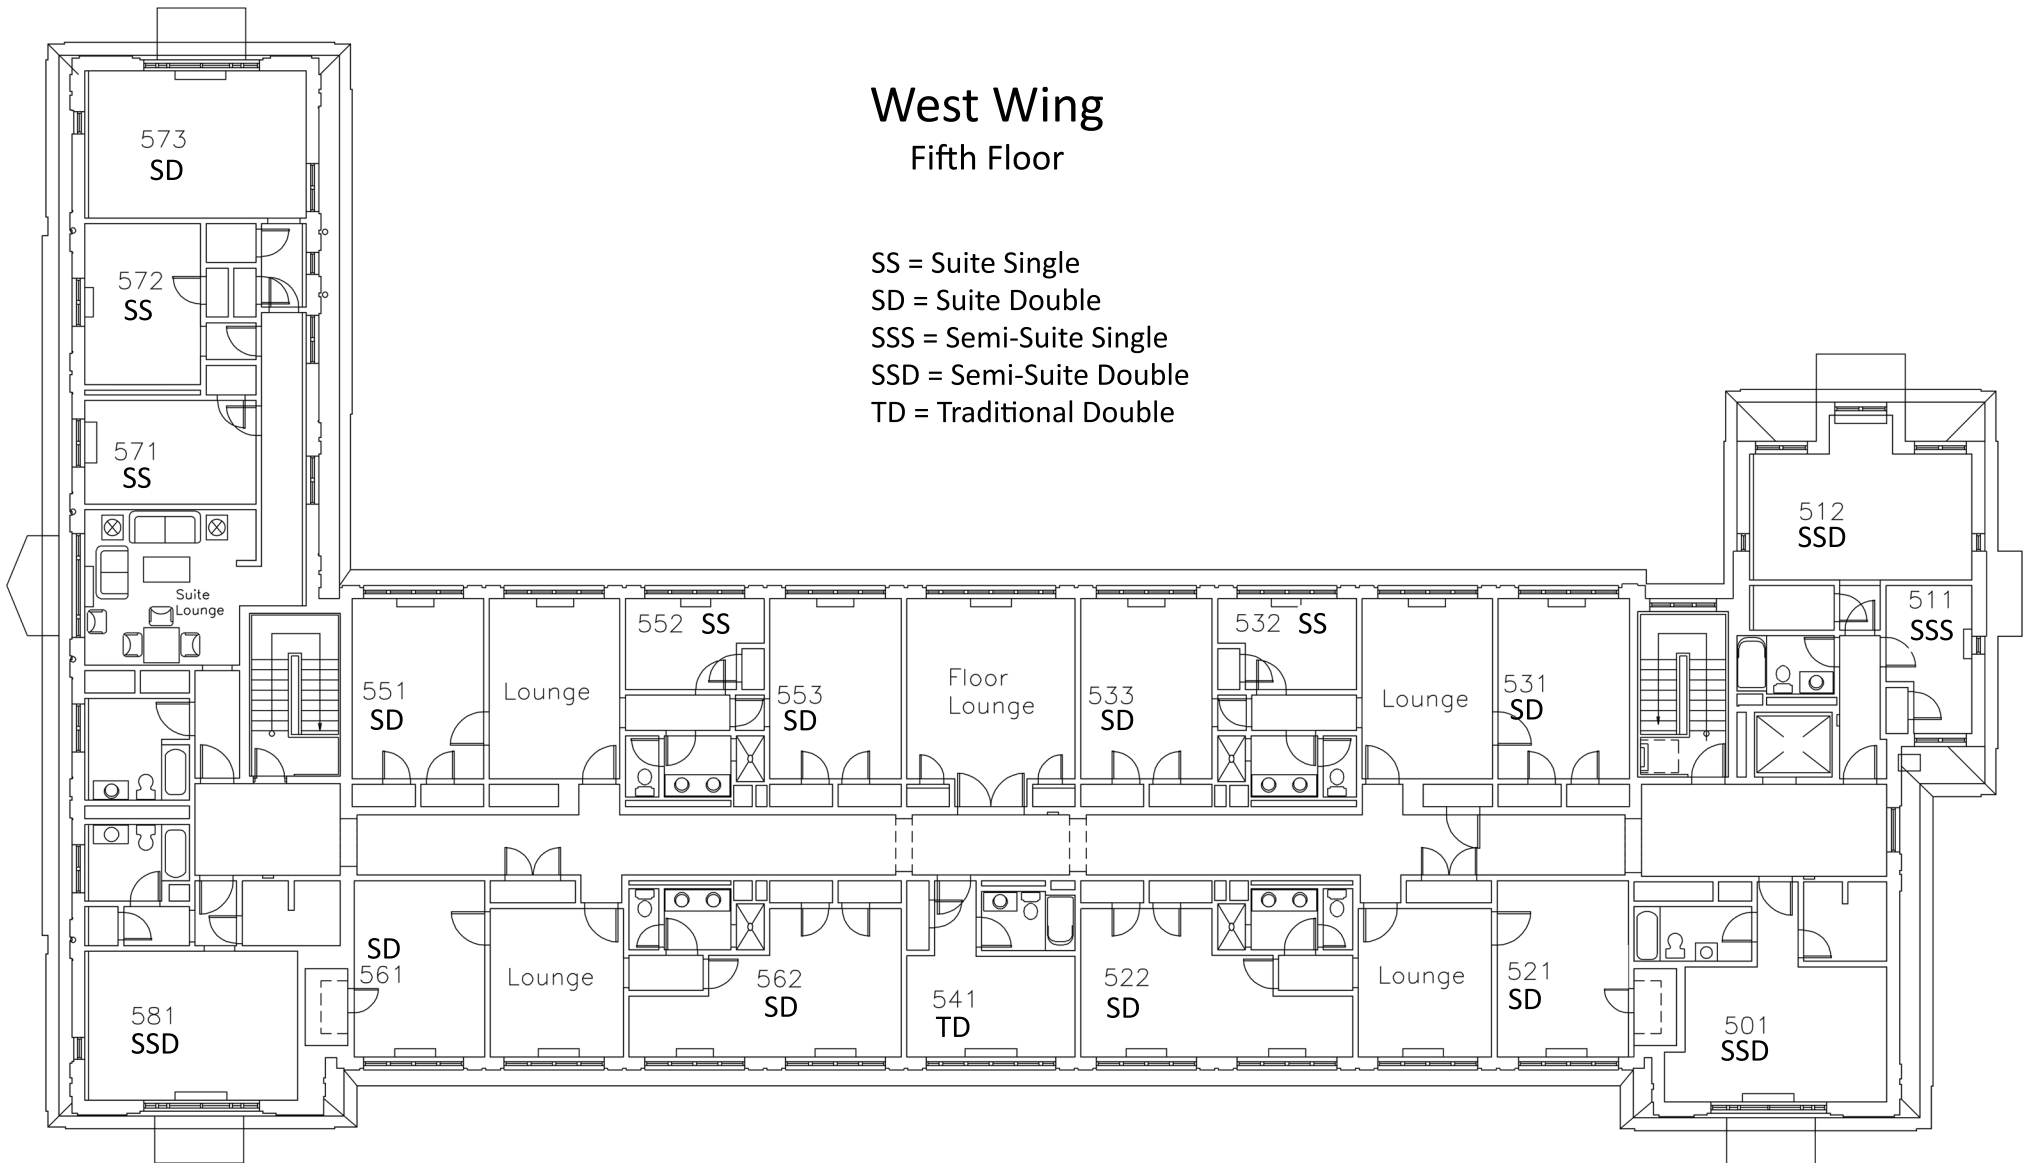 West Wing
Fifth Floor
SS = Suite Single
SD = Suite Double
SSS = Semi-Suite Single
SSD = Semi-Suite Double
TD = Traditional Double
573
SD
572
SS
571
SS
Suite
Lounge
512
SSD
511
SSS
551
SD
Lounge
552 SS
553
SD
Floor
Lounge
533
SD
532 SS
Lounge
531
SD
581
SSD
SD
561
Lounge
562
SD
541
TD
522
SD
Lounge
521
SD
501
SSD